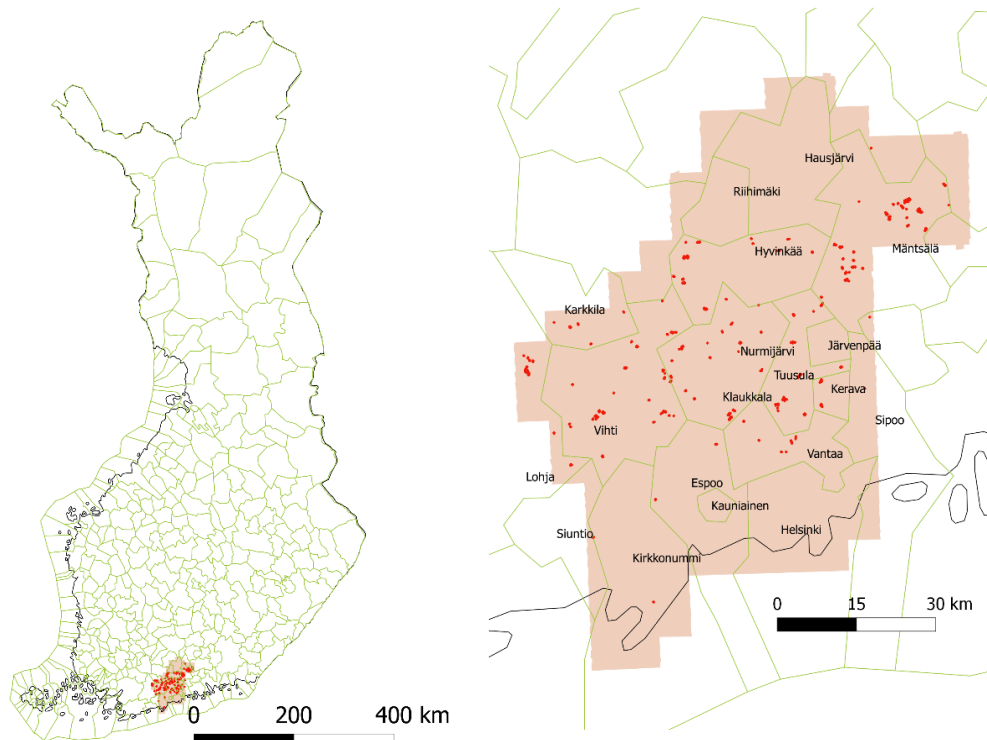 Hausjärvi
Riihimäki
Hyvinkää
Mäntsälä
Karkkila
Nurmijärvi
Järvenpää
Tuusula
Klaukkala
Kerava
Sipoo
Vihti
Vantaa
Lohja
Espoo
Kauniainen
Siuntio
Helsinki
Kirkkonummi
0 15 30 km
0 200 400 km